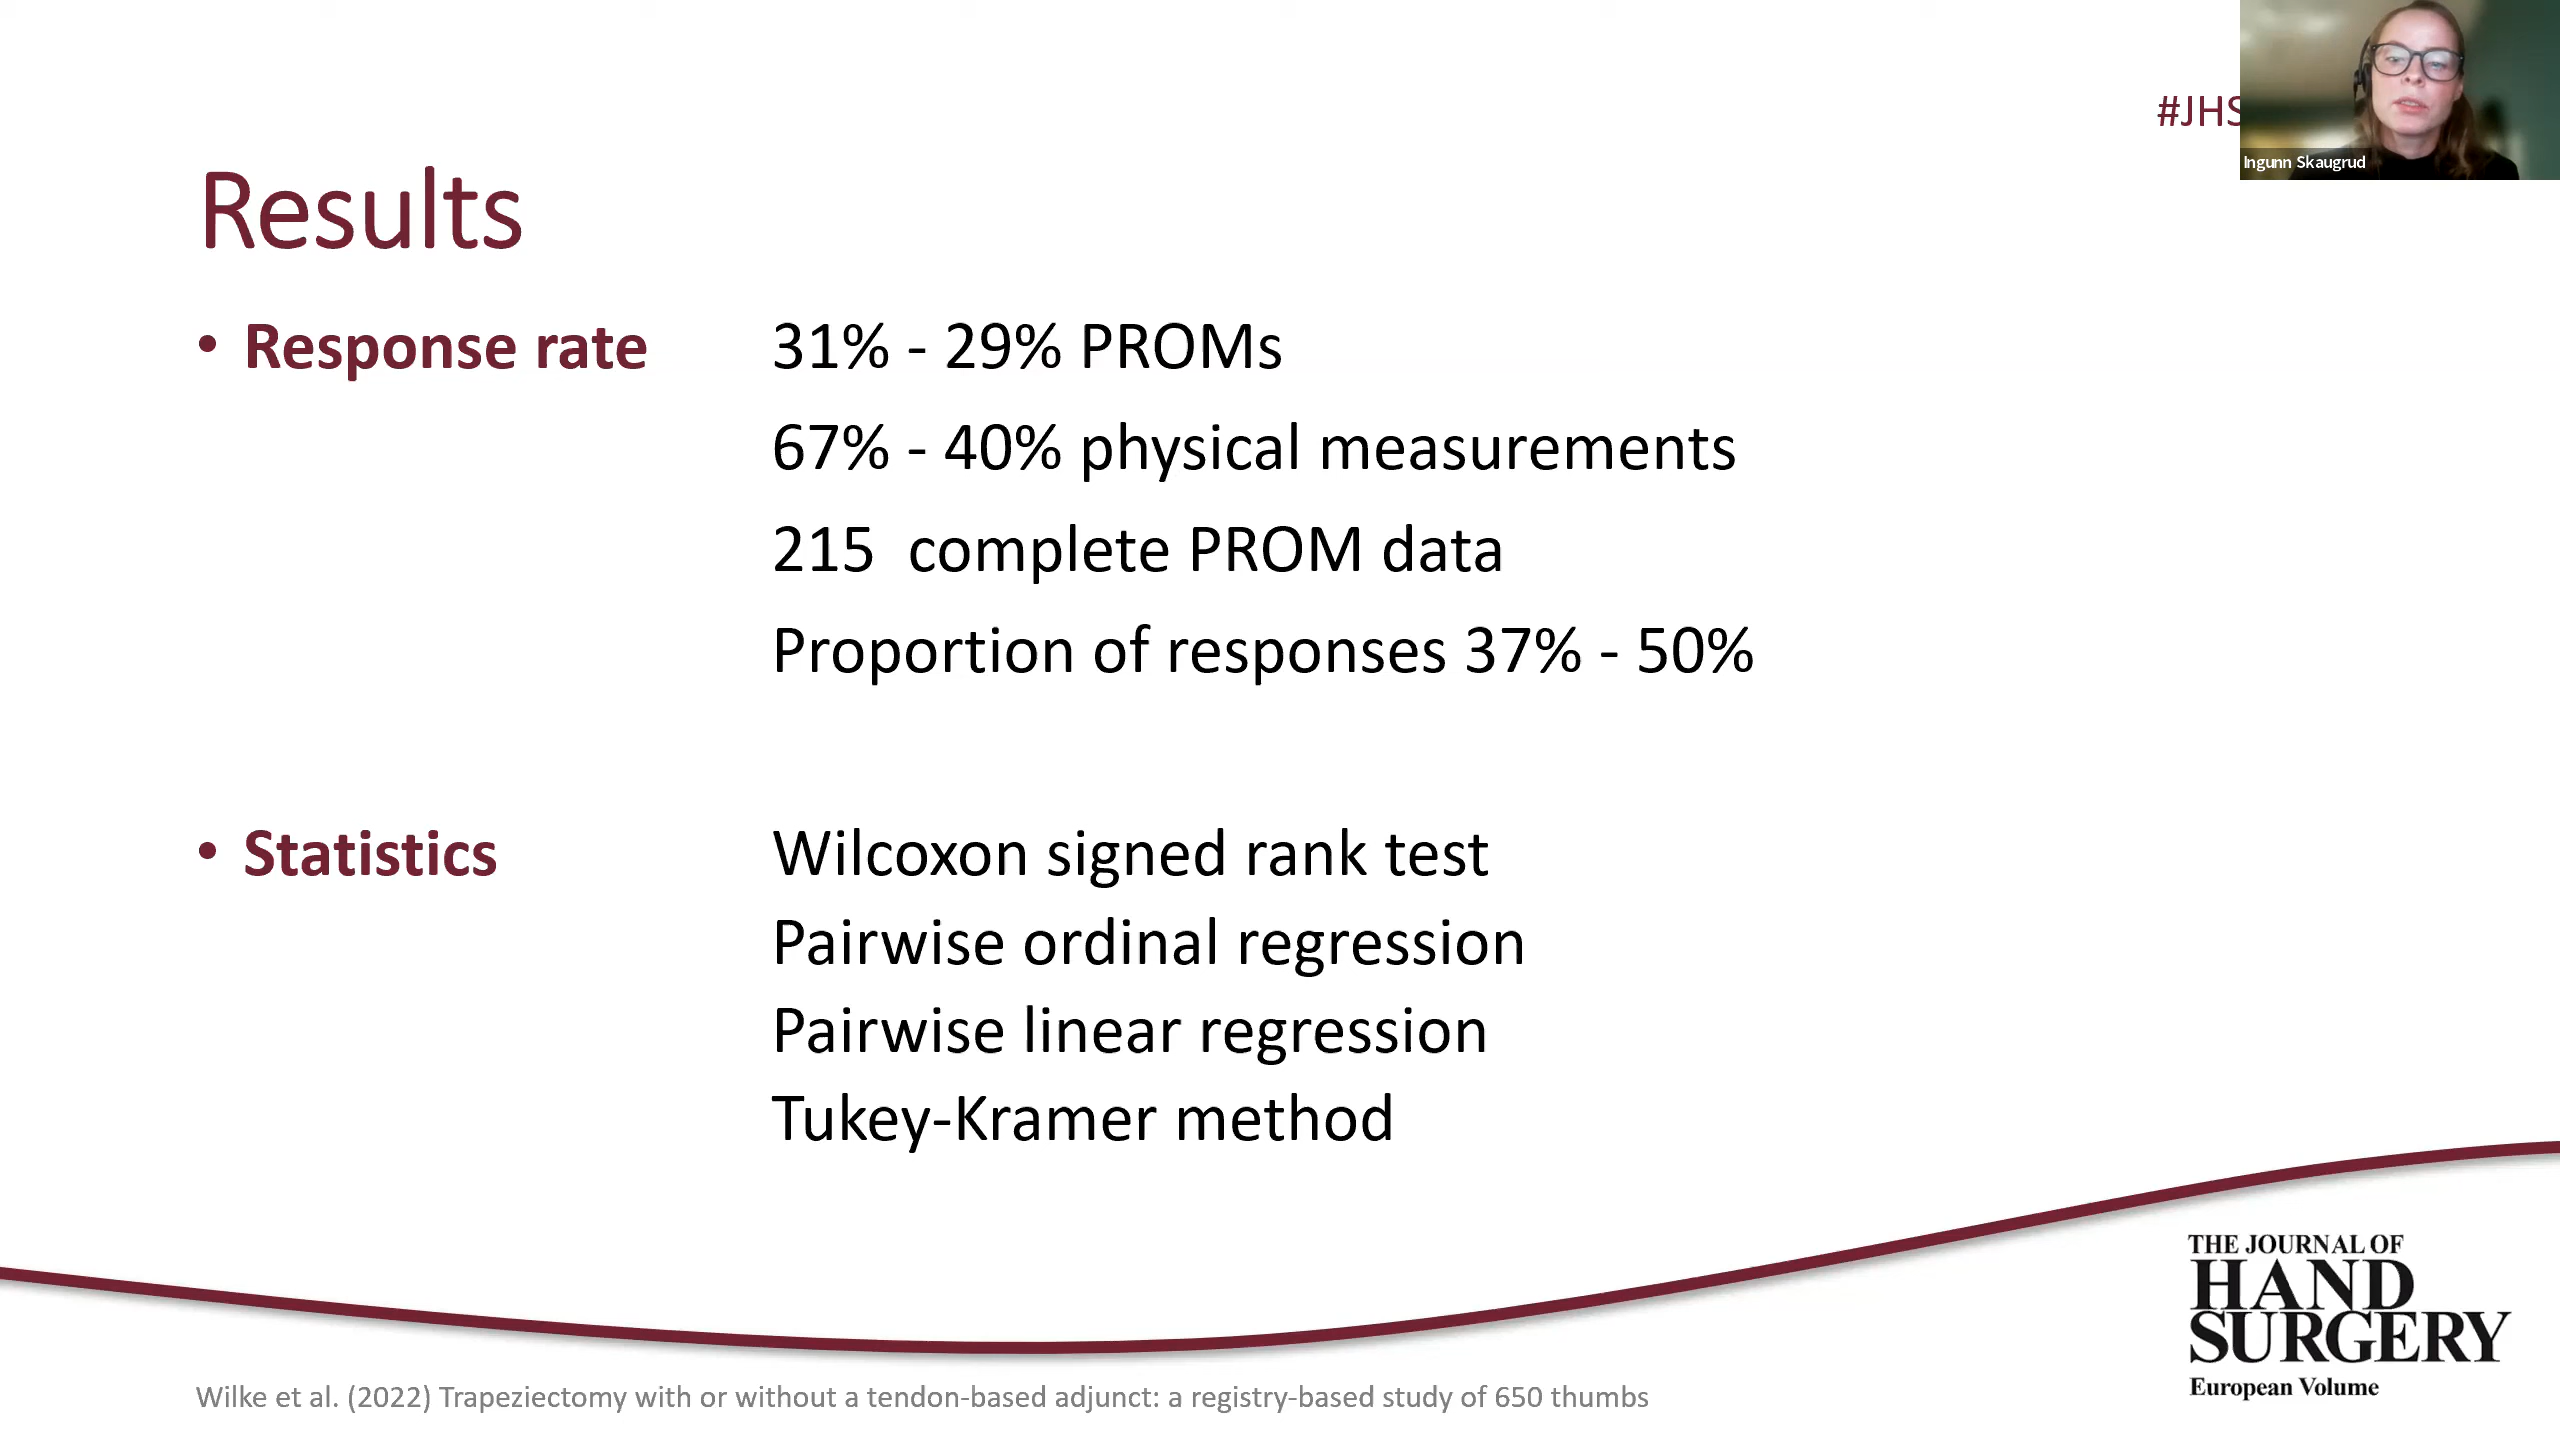 #JHS
Ingunn Skaugrud
Results
• Response rate 31% - 29% PROMs
67% - 40% physical measurements
215 complete PROM data
Proportion of responses 37% - 50%
• Statistics Wilcoxon signed rank test
Pairwise ordinal regression
Pairwise linear regression
Tukey-Kramer method
THE JOURNAL OF
HAND
SURGERY
European Volume
Wilke et al. (2022) Trapeziectomy with or without a tendon-based adjunct: a registry-based study of 650 thumbs